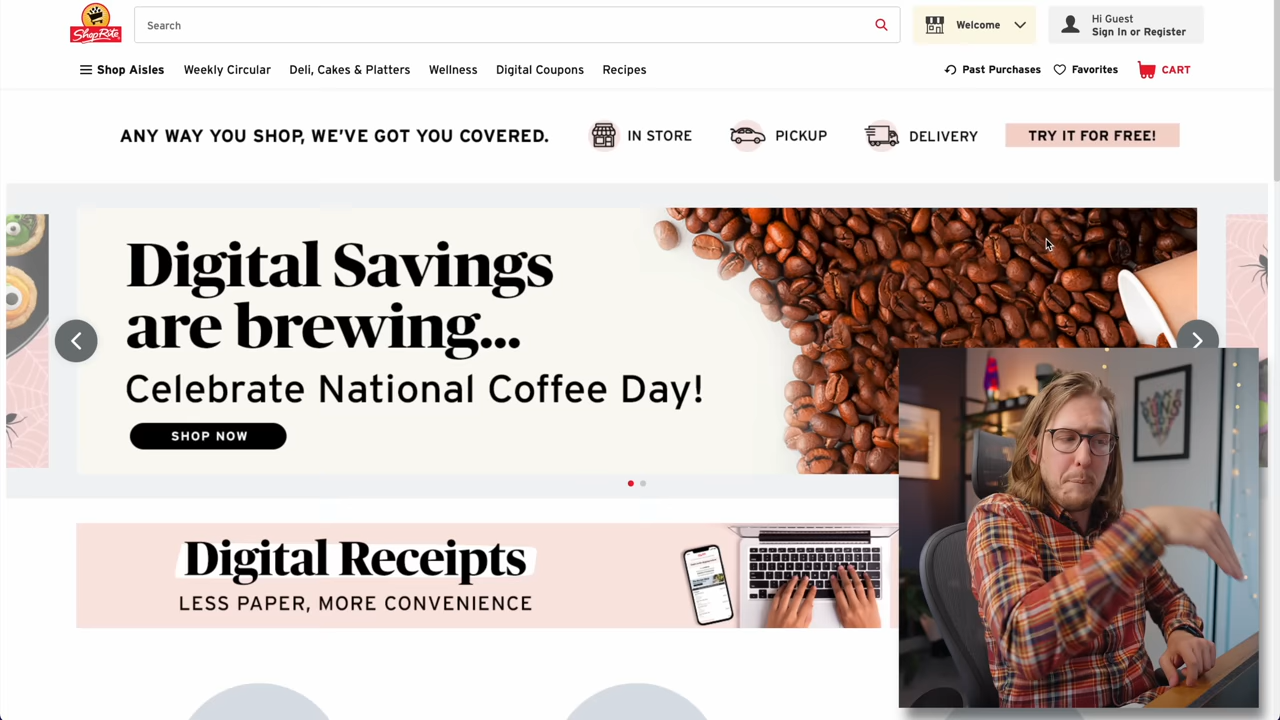 ShopRite
Search
Welcome
Hi Guest
Sign In or Register
Shop Aisles
Weekly Circular
Deli, Cakes & Platters
Wellness
Digital Coupons
Recipes
Past Purchases
Favorites
CART
ANY WAY YOU SHOP, WE'VE GOT YOU COVERED.
IN STORE
PICKUP
DELIVERY
TRY IT FOR FREE!
Digital Savings
are brewing...
Celebrate National Coffee Day!
SHOP NOW
Digital Receipts
LESS PAPER, MORE CONVENIENCE